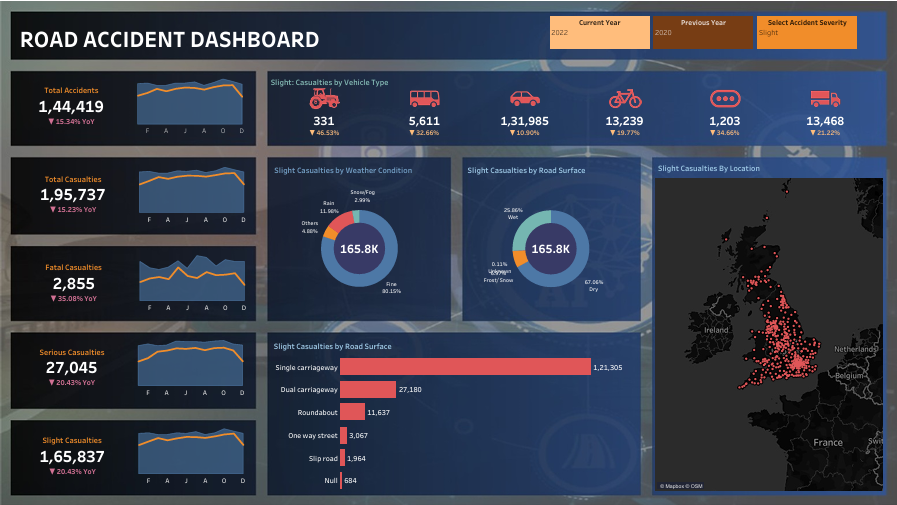 ROAD ACCIDENT DASHBOARD
Current Year
2022
Previous Year
2020
Select Accident Severity
Slight
Total Accidents
1,44,419
▼ 15.34% YoY
F A J A O D
Total Casualties
1,95,737
▼ 15.23% YoY
F A J A O D
Fatal Casualties
2,855
▼ 35.08% YoY
F A J A O D
Serious Casualties
27,045
▼ 20.43% YoY
F A J A O D
Slight Casualties
1,65,837
▼ 20.43% YoY
F A J A O D
Slight: Casualties by Vehicle Type
331
▼ 46.53%
5,611
▼ 32.66%
1,31,985
▼ 10.90%
13,239
▼ 19.77%
1,203
▼ 34.66%
13,468
▼ 21.22%
Slight Casualties by Weather Condition
Snow/Fog
2.99%
Rain
11.98%
Others
4.88%
165.8K
Fine
80.15%
Slight Casualties by Road Surface
25.86%
Wet
165.8K
0.11%
Unknown
Frost/ Snow
67.06%
Dry
Slight Casualties by Road Surface
Single carriageway 1,21,305
Dual carriageway 27,180
Roundabout 11,637
One way street 3,067
Slip road 1,964
Null 684
Slight Casualties By Location
Ireland
Netherlands
Belgium
France
Swit
© Mapbox © OSM